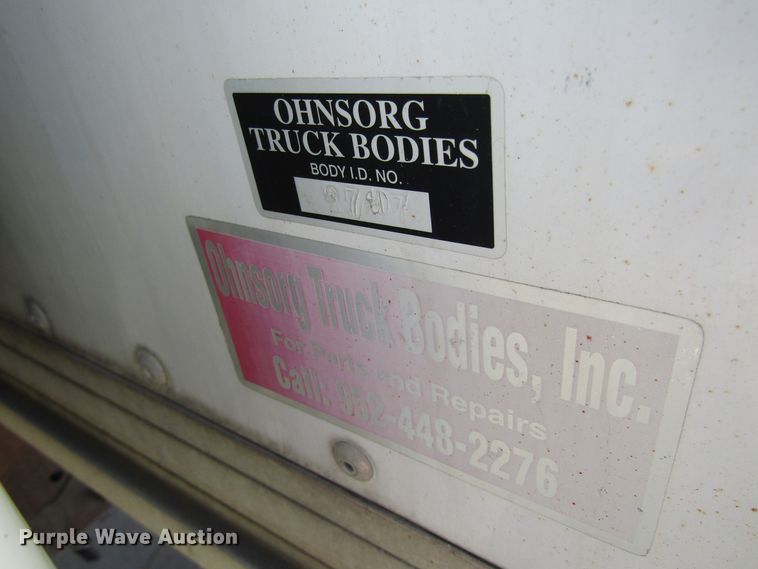 OHNSORG
TRUCK BODIES
BODY I.D. NO.
Ohnsorg Truck Bodies, Inc.
For Parts and Repairs
Call: 952-448-2276
Purple Wave Auction